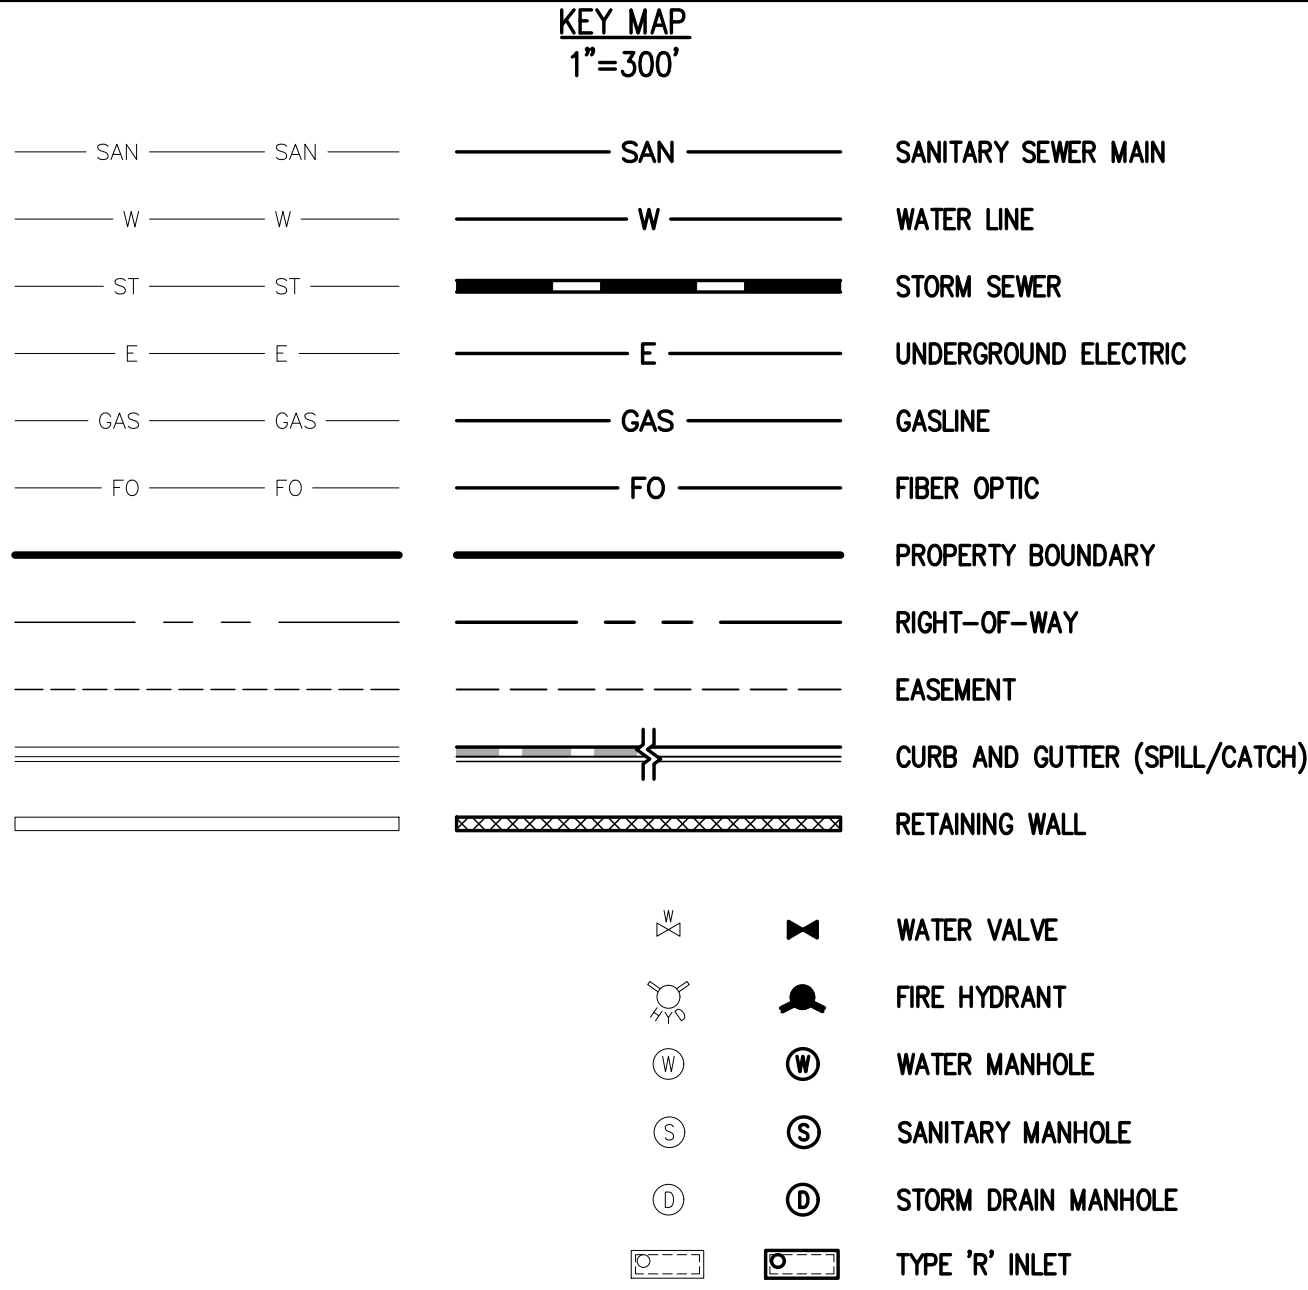 KEY MAP
1"=300'
SAN SAN SAN SANITARY SEWER MAIN
W W W WATER LINE
ST ST STORM SEWER
E E E UNDERGROUND ELECTRIC
GAS GAS GAS GASLINE
FO FO FO FIBER OPTIC
PROPERTY BOUNDARY
RIGHT-OF-WAY
EASEMENT
CURB AND GUTTER (SPILL/CATCH)
RETAINING WALL
W WATER VALVE
HYD FIRE HYDRANT
W W WATER MANHOLE
S S SANITARY MANHOLE
D D STORM DRAIN MANHOLE
TYPE 'R' INLET